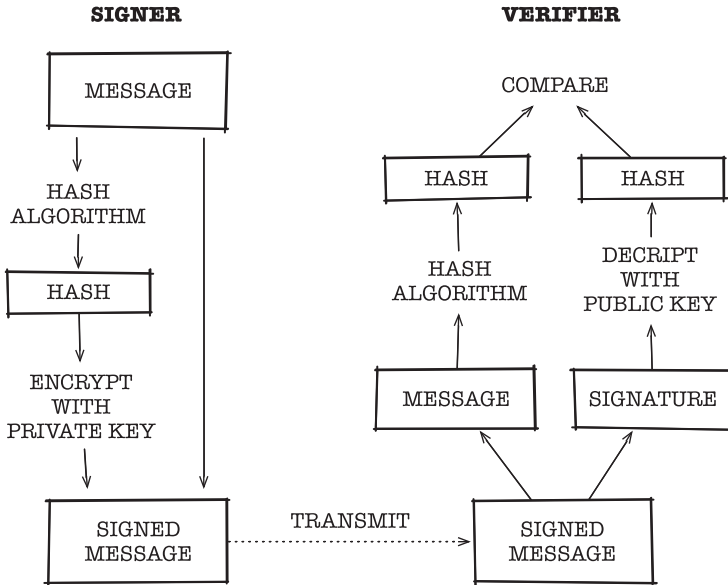 SIGNER
MESSAGE
HASH
ALGORITHM
HASH
ENCRYPT
WITH
PRIVATE KEY
SIGNED
MESSAGE
TRANSMIT
VERIFIER
COMPARE
HASH
HASH
HASH
ALGORITHM
DECRIPT
WITH
PUBLIC KEY
MESSAGE
SIGNATURE
SIGNED
MESSAGE